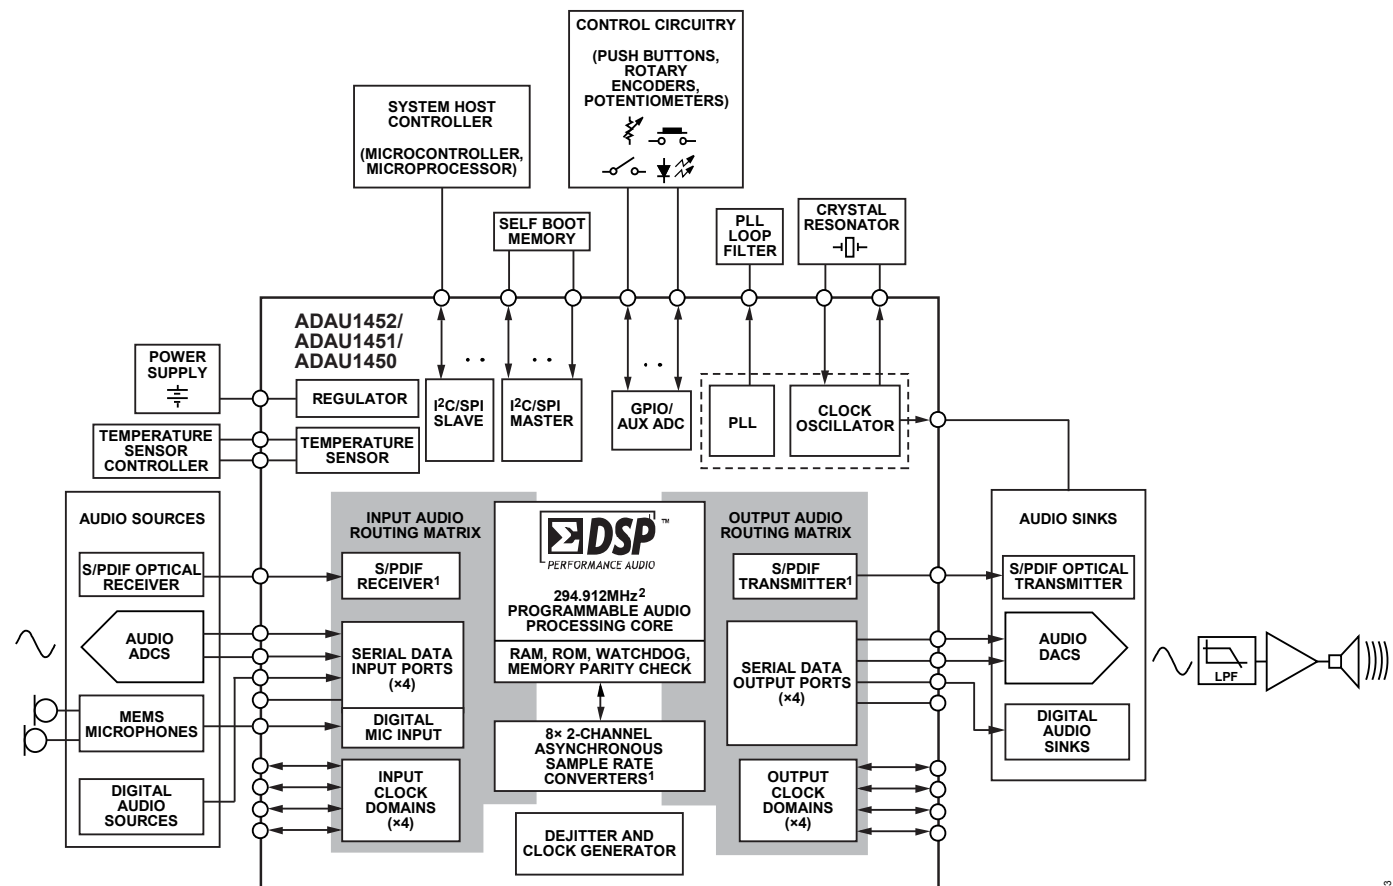 CONTROL CIRCUITRY
(PUSH BUTTONS,
ROTARY
ENCODERS,
POTENTIOMETERS)
SYSTEM HOST
CONTROLLER
(MICROCONTROLLER,
MICROPROCESSOR)
SELF BOOT
MEMORY
PLL
LOOP
FILTER
CRYSTAL
RESONATOR
ADAU1452/
ADAU1451/
ADAU1450
POWER
SUPPLY
REGULATOR
TEMPERATURE
SENSOR
CONTROLLER
TEMPERATURE
SENSOR
I²C/SPI
SLAVE
I²C/SPI
MASTER
GPIO/
AUX ADC
PLL
CLOCK
OSCILLATOR
AUDIO SOURCES
S/PDIF OPTICAL
RECEIVER
AUDIO
ADCS
MEMS
MICROPHONES
DIGITAL
AUDIO
SOURCES
INPUT AUDIO
ROUTING MATRIX
S/PDIF
RECEIVER¹
SERIAL DATA
INPUT PORTS
(×4)
DIGITAL
MIC INPUT
INPUT
CLOCK
DOMAINS
(×4)
ΣDSP™
PERFORMANCE AUDIO
294.912MHz²
PROGRAMMABLE AUDIO
PROCESSING CORE
RAM, ROM, WATCHDOG,
MEMORY PARITY CHECK
8× 2-CHANNEL
ASYNCHRONOUS
SAMPLE RATE
CONVERTERS¹
DEJITTER AND
CLOCK GENERATOR
OUTPUT AUDIO
ROUTING MATRIX
S/PDIF
TRANSMITTER¹
SERIAL DATA
OUTPUT PORTS
(×4)
OUTPUT
CLOCK
DOMAINS
(×4)
AUDIO SINKS
S/PDIF OPTICAL
TRANSMITTER
AUDIO
DACS
DIGITAL
AUDIO
SINKS
LPF
3